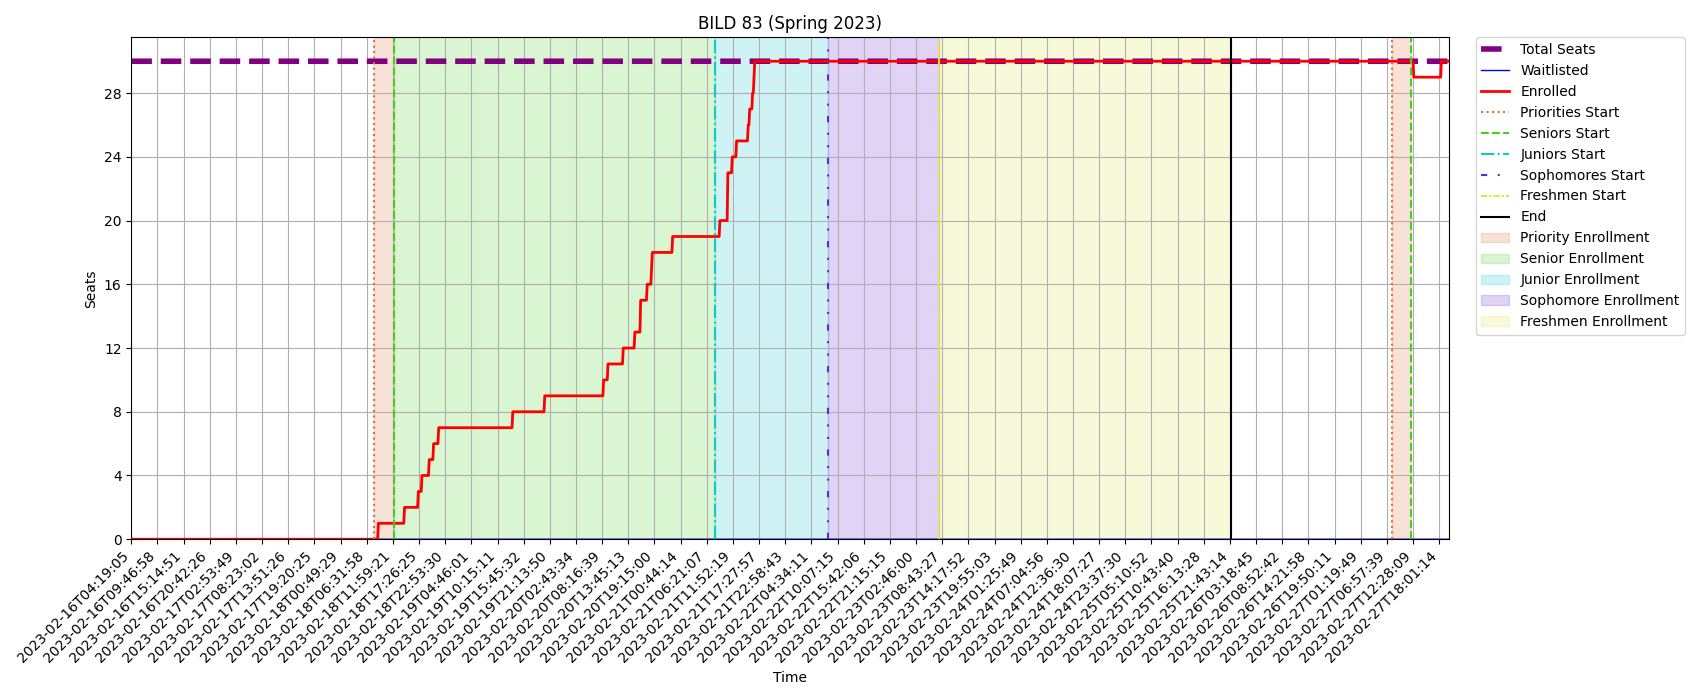 BILD 83 (Spring 2023)
Total Seats
Waitlisted
Enrolled
Priorities Start
Seniors Start
Juniors Start
Sophomores Start
Freshmen Start
End
Priority Enrollment
Senior Enrollment
Junior Enrollment
Sophomore Enrollment
Freshmen Enrollment
Seats
28
24
20
16
12
8
4
0
2023-02-16T04:19:05
2023-02-16T09:46:58
2023-02-16T15:14:51
2023-02-16T20:42:26
2023-02-17T02:53:49
2023-02-17T08:23:02
2023-02-17T13:51:26
2023-02-17T19:20:25
2023-02-18T00:49:29
2023-02-18T06:31:58
2023-02-18T11:59:21
2023-02-18T17:26:25
2023-02-18T22:53:30
2023-02-19T04:46:01
2023-02-19T10:15:11
2023-02-19T15:45:32
2023-02-19T21:13:50
2023-02-20T02:43:34
2023-02-20T08:16:39
2023-02-20T13:45:13
2023-02-20T19:15:00
2023-02-21T00:44:14
2023-02-21T06:21:07
2023-02-21T11:52:19
2023-02-21T17:27:57
2023-02-21T22:58:43
2023-02-22T04:34:11
2023-02-22T10:07:15
2023-02-22T15:42:06
2023-02-22T21:15:15
2023-02-23T02:46:00
2023-02-23T08:43:27
2023-02-23T14:17:52
2023-02-23T19:55:03
2023-02-24T01:25:49
2023-02-24T07:04:56
2023-02-24T12:36:30
2023-02-24T18:07:27
2023-02-24T23:37:30
2023-02-25T05:10:52
2023-02-25T10:43:40
2023-02-25T16:13:28
2023-02-25T21:43:14
2023-02-26T03:18:45
2023-02-26T08:52:42
2023-02-26T14:21:58
2023-02-26T19:50:11
2023-02-27T01:19:49
2023-02-27T06:57:39
2023-02-27T12:28:09
2023-02-27T18:01:14
Time